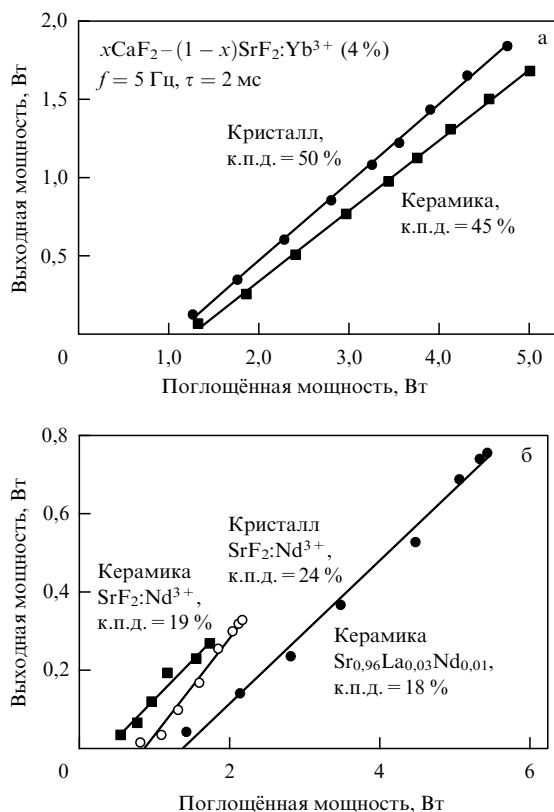 2,0
а
xCaF₂–(1 – x)SrF₂:Yb³⁺ (4 %)
f = 5 Гц, τ = 2 мс
1,5
Кристалл,
к.п.д. = 50 %
1,0
Керамика,
к.п.д. = 45 %
0,5
Выходная мощность, Вт
0 1,0 2,0 3,0 4,0 5,0
Поглощённая мощность, Вт
0,8
б
0,6
Кристалл
SrF₂:Nd³⁺,
к.п.д. = 24 %
Керамика
SrF₂:Nd³⁺,
к.п.д. = 19 %
0,4
Керамика
Sr₀,₉₆La₀,₀₃Nd₀,₀₁,
к.п.д. = 18 %
0,2
Выходная мощность, Вт
0 2 4 6
Поглощённая мощность, Вт